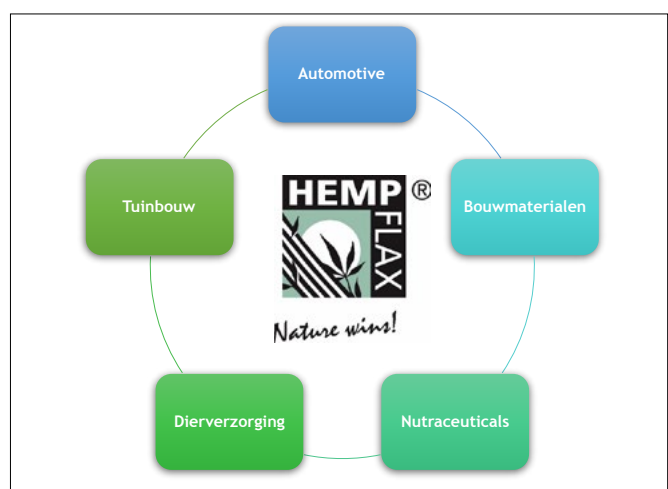 Automotive
Tuinbouw
Bouwmaterialen
HEMP ®
FLAX
Nature wins!
Dierverzorging
Nutraceuticals